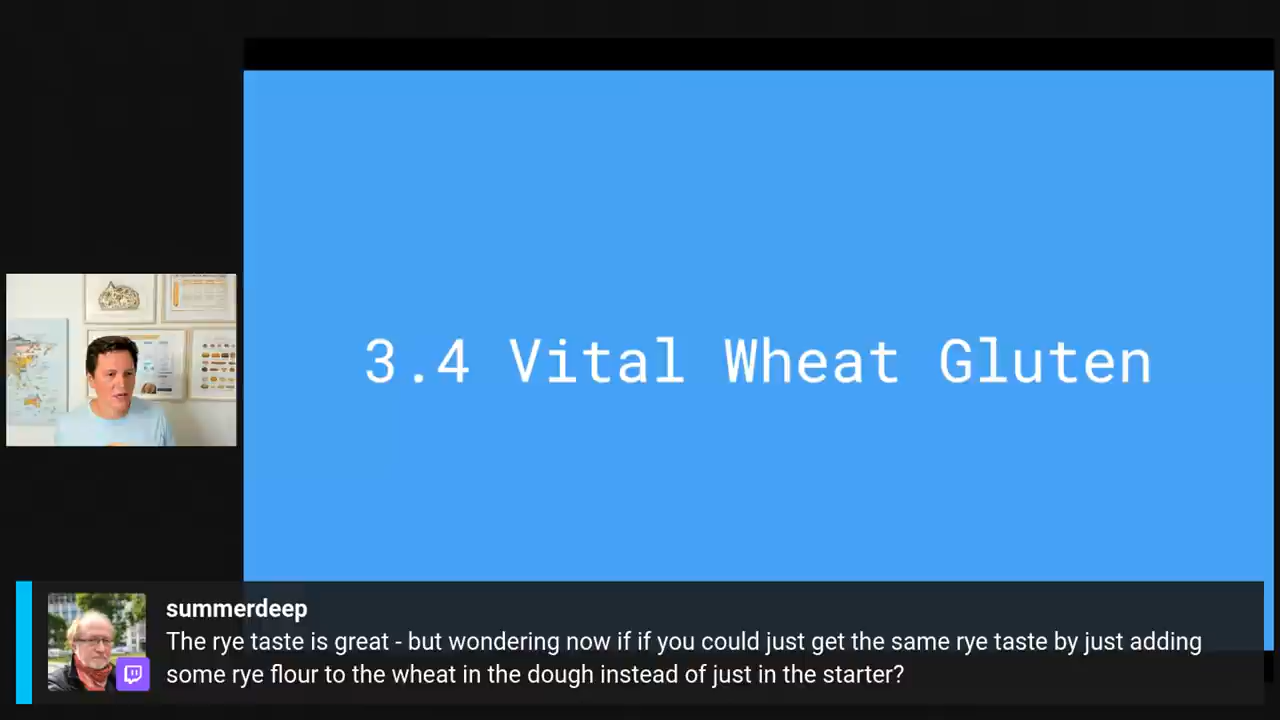 3.4 Vital Wheat Gluten
summerdeep
The rye taste is great - but wondering now if if you could just get the same rye taste by just adding
some rye flour to the wheat in the dough instead of just in the starter?